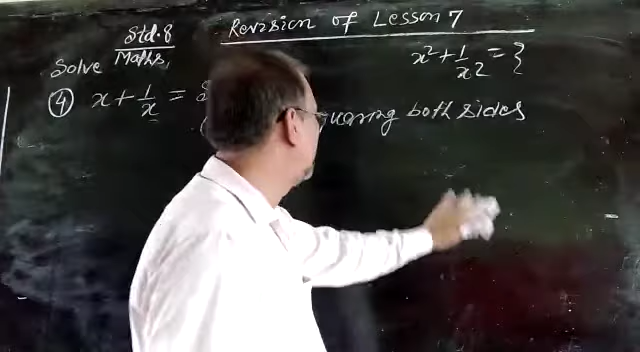 Std. 8
Maths.
Revision of Lesson 7
Solve
x² + 1/x² = }
④ x + 1/x =
both sides